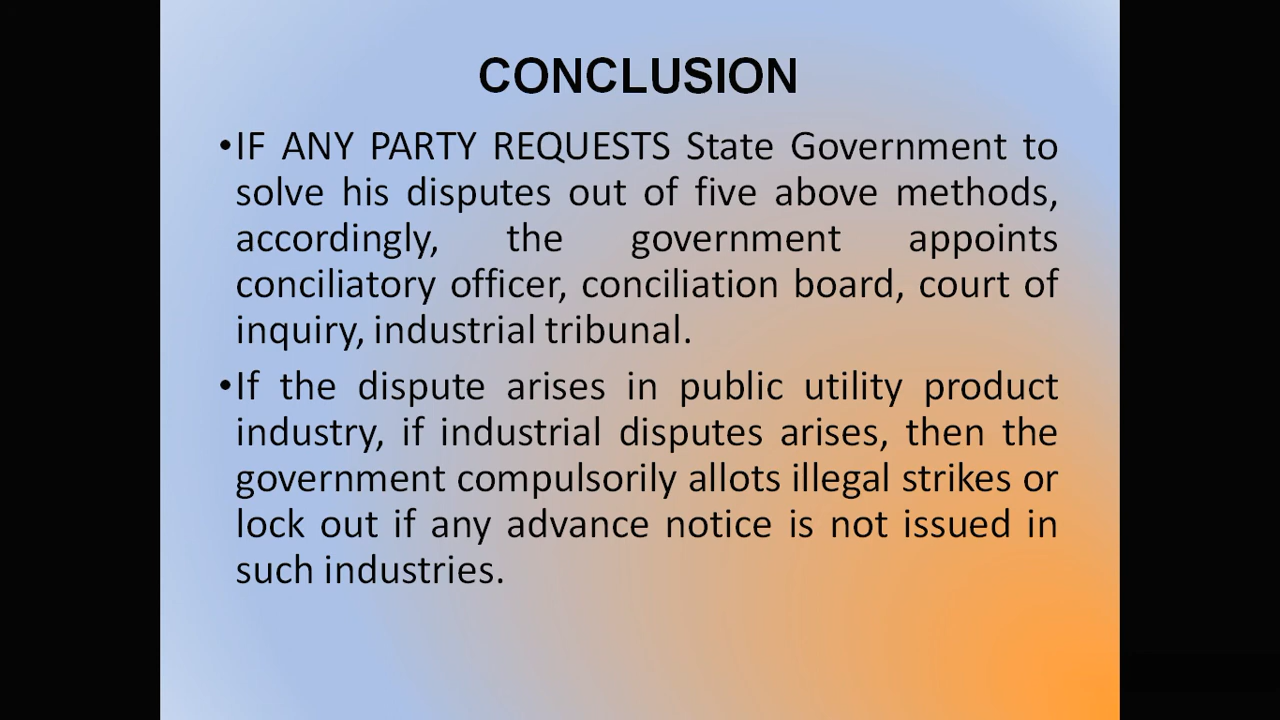 CONCLUSION
•IF ANY PARTY REQUESTS State Government to
solve his disputes out of five above methods,
accordingly, the government appoints
conciliatory officer, conciliation board, court of
inquiry, industrial tribunal.
•If the dispute arises in public utility product
industry, if industrial disputes arises, then the
government compulsorily allots illegal strikes or
lock out if any advance notice is not issued in
such industries.